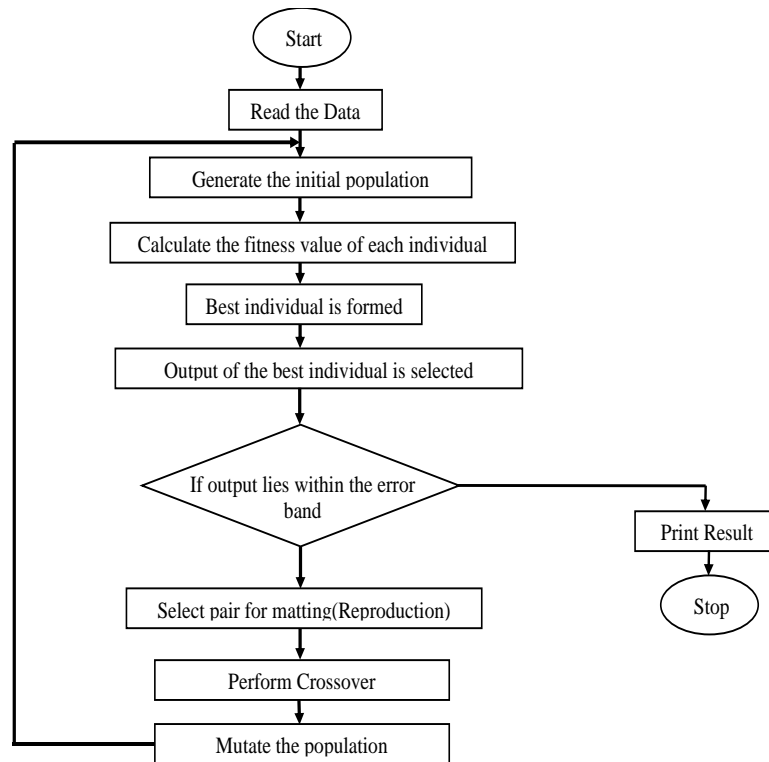 Start
Read the Data
Generate the initial population
Calculate the fitness value of each individual
Best individual is formed
Output of the best individual is selected
If output lies within the error
band
Print Result
Stop
Select pair for matting(Reproduction)
Perform Crossover
Mutate the population